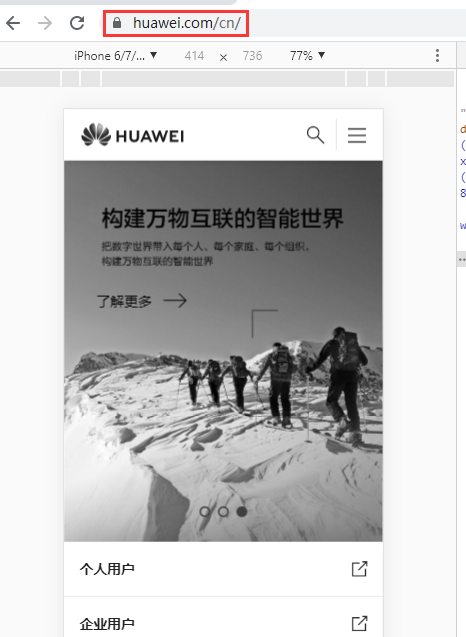 huawei.com/cn/
iPhone 6/7/... ▼ 414 × 736 77% ▼
HUAWEI
构建万物互联的智能世界
把数字世界带入每个人、每个家庭、每个组织，
构建万物互联的智能世界
了解更多
个人用户
企业用户
"
d
(
x
(
8
w